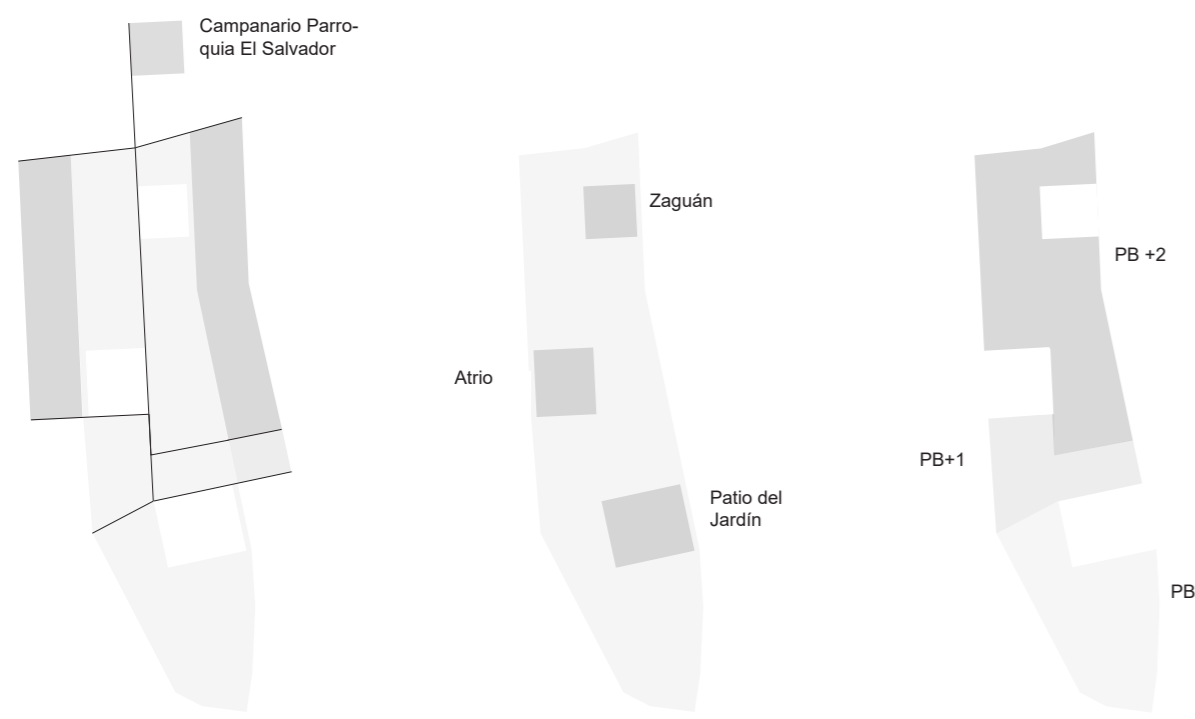 Campanario Parro-
quia El Salvador
Zaguán
Atrio
Patio del
Jardín
PB +2
PB+1
PB